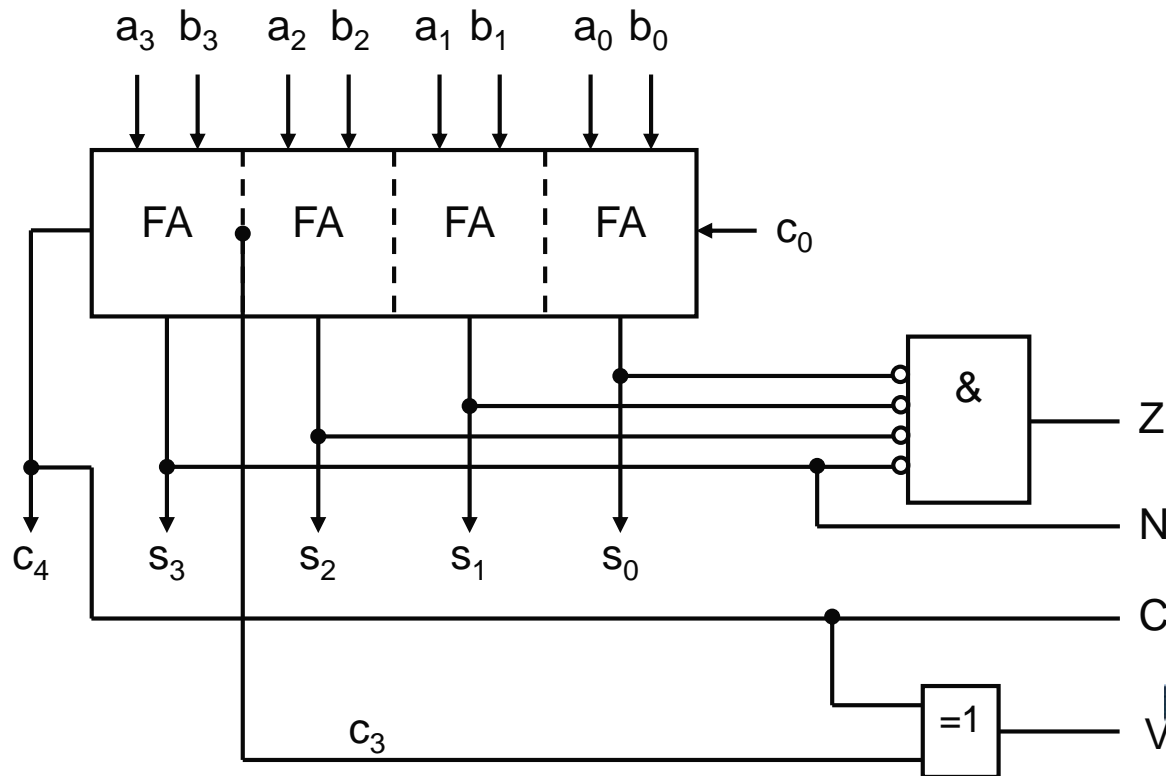 a₃ b₃ a₂ b₂ a₁ b₁ a₀ b₀
FA FA FA FA
c₀
&
Z
N
c₄ s₃ s₂ s₁ s₀
C
=1
c₃
V